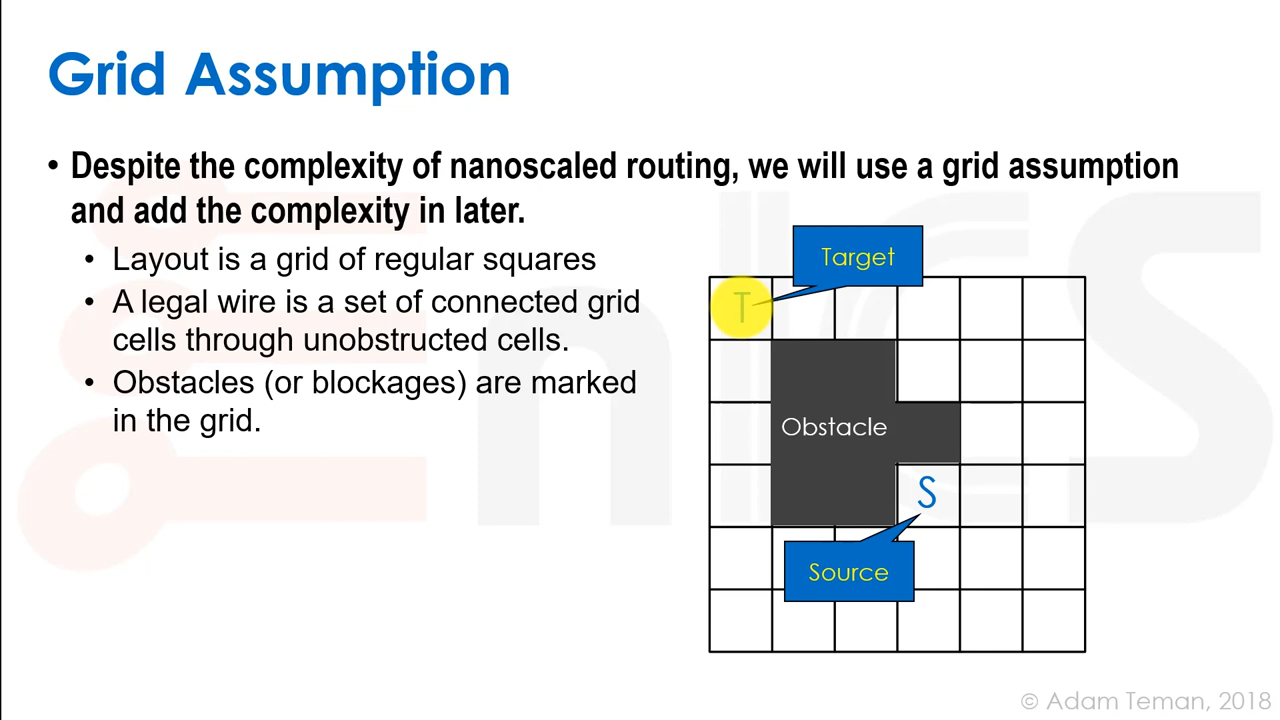 Grid Assumption
• Despite the complexity of nanoscaled routing, we will use a grid assumption
and add the complexity in later.
• Layout is a grid of regular squares
• A legal wire is a set of connected grid
cells through unobstructed cells.
• Obstacles (or blockages) are marked
in the grid.
Target
T
Obstacle
S
Source
© Adam Teman, 2018